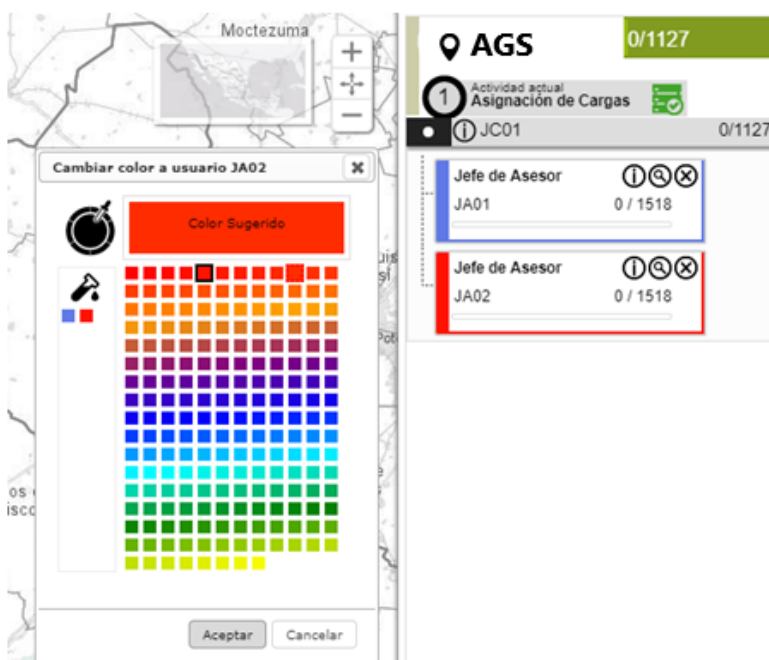 Moctezuma
AGS
0/1127
1
Actividad actual
Asignación de Cargas
JC01
0/1127
Cambiar color a usuario JA02
Color Sugerido
Jefe de Asesor
JA01
0 / 1518
Jefe de Asesor
JA02
0 / 1518
Aceptar
Cancelar